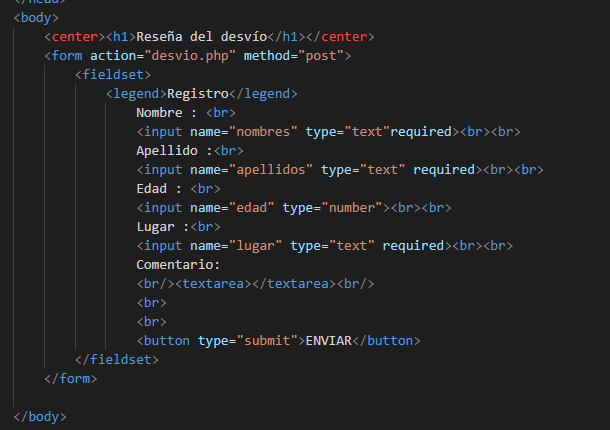 </head>
<body>
<center><h1>Reseña del desvío</h1></center>
<form action="desvio.php" method="post">
<fieldset>
<legend>Registro</legend>
Nombre : <br>
<input name="nombres" type="text"required><br><br>
Apellido :<br>
<input name="apellidos" type="text" required><br><br>
Edad : <br>
<input name="edad" type="number"><br><br>
Lugar :<br>
<input name="lugar" type="text" required><br><br>
Comentario:
<br/><textarea></textarea><br/>
<br>
<br>
<button type="submit">ENVIAR</button>
</fieldset>
</form>
</body>